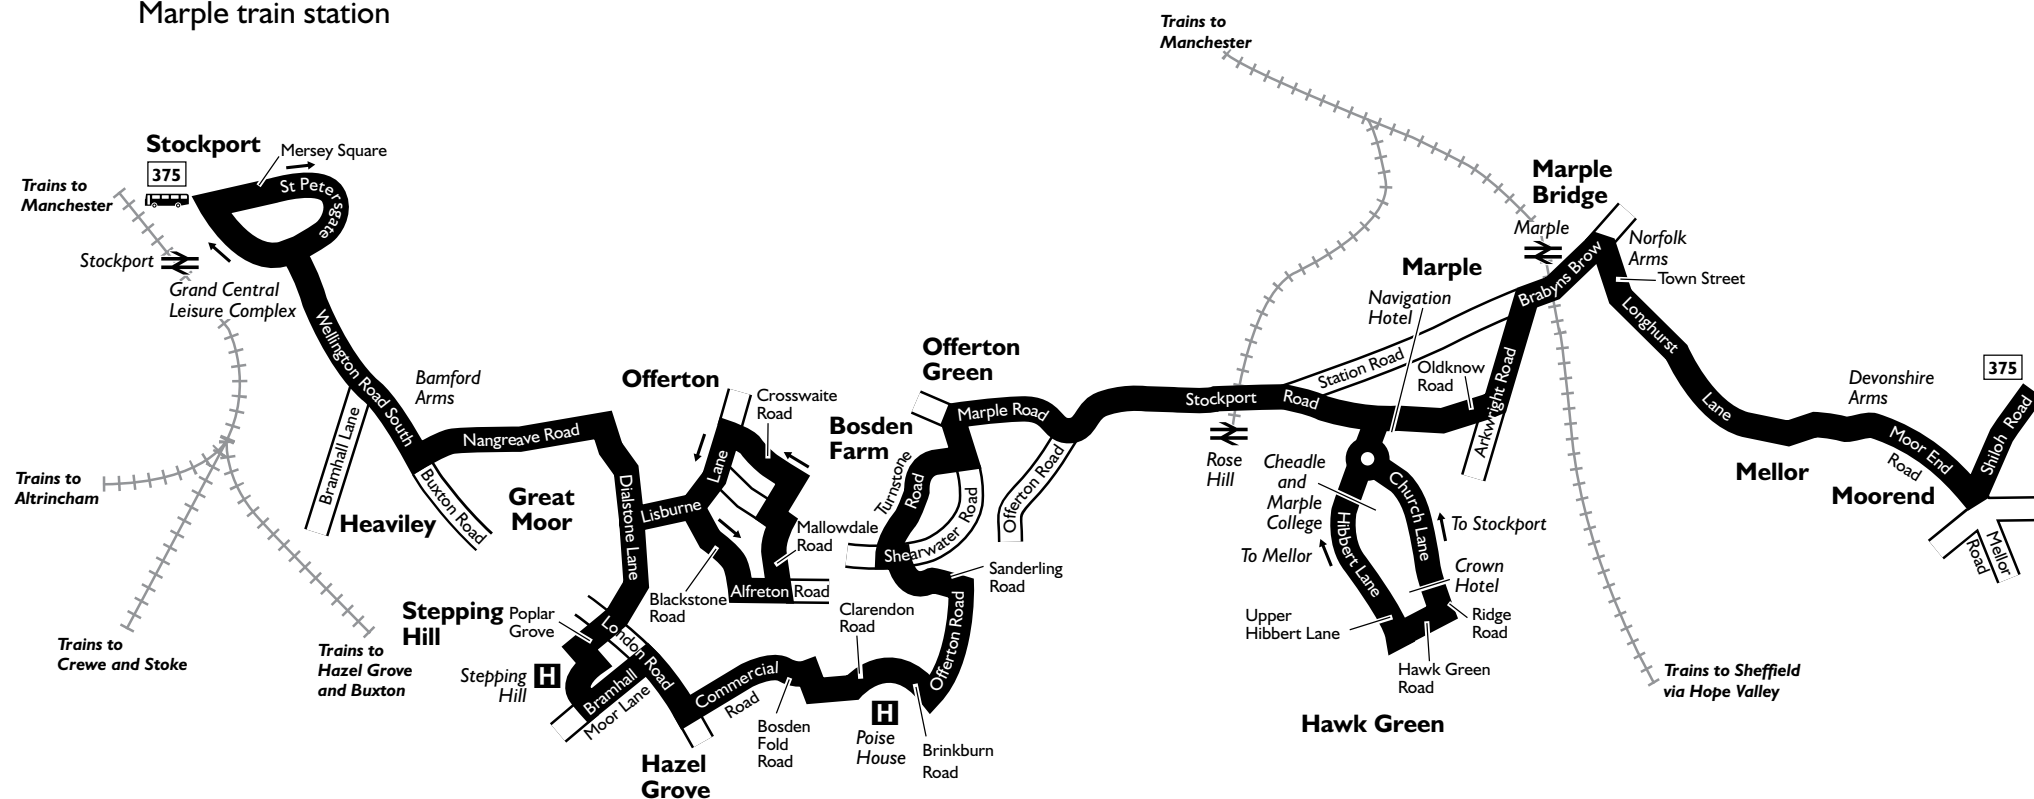 Marple train station
Trains to
Manchester
Stockport
375
Mersey Square
St Petersgate
Trains to
Manchester
Stockport
Grand Central
Leisure Complex
Wellington Road South
Bramhall Lane
Bamford
Arms
Buxton Road
Heaviley
Trains to
Altrincham
Trains to
Crewe and Stoke
Trains to
Hazel Grove
and Buxton
Nangreave Road
Great
Moor
Dialstone Lane
Offerton
Lisburne
Lane
Crosswaite
Road
Mallowdale
Road
Blackstone
Road
Alfreton Road
Stepping
Hill
Poplar
Grove
London Road
Stepping
Hill
H
Bramhall
Moor Lane
Hazel
Grove
Commercial
Road
Bosden
Fold
Road
Clarendon
Road
H
Poise
House
Brinkburn
Road
Offerton Road
Sanderling
Road
Bosden
Farm
Turnstone
Road
Shearwater Road
Offerton
Green
Marple Road
Offerton Road
Stockport Road
Rose
Hill
Station Road
Marple
Navigation
Hotel
Oldknow
Road
Arkwright Road
Cheadle
and
Marple
College
Church Lane
Hibbert Lane
To Mellor
To Stockport
Crown
Hotel
Upper
Hibbert Lane
Ridge
Road
Hawk Green
Road
Hawk Green
Marple
Bridge
Marple
Brabyns Brow
Norfolk
Arms
Town Street
Longhurst
Lane
Trains to Sheffield
via Hope Valley
Mellor
Devonshire
Arms
Moor End
Road
Moorend
375
Shiloh Road
Mellor
Road